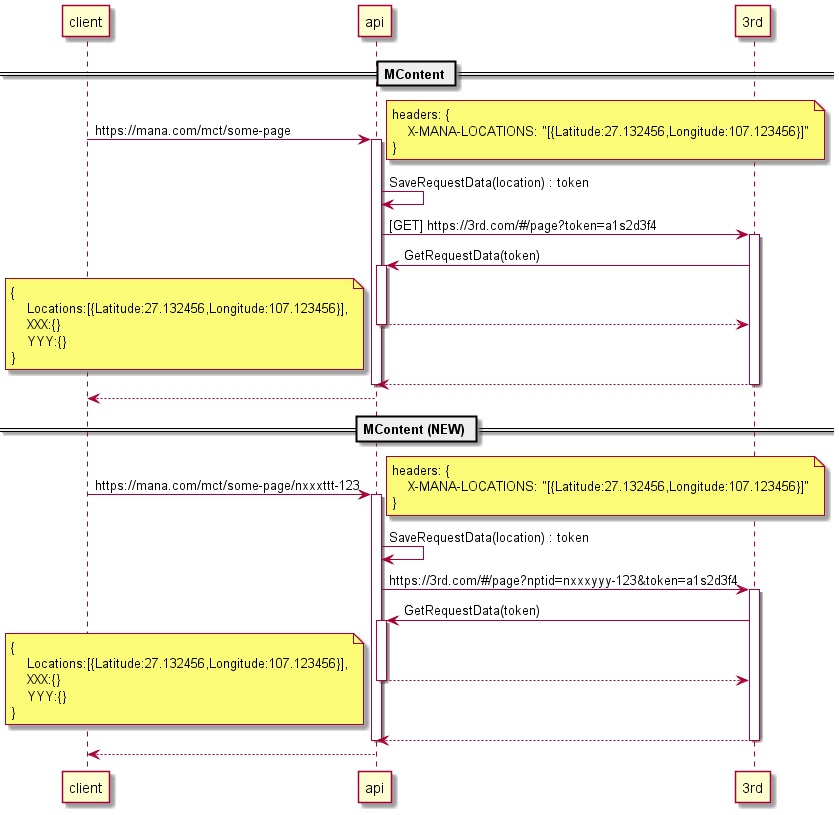 client
api
3rd
MContent
headers: {
X-MANA-LOCATIONS: "[{Latitude:27.132456,Longitude:107.123456}]"
}
https://mana.com/mct/some-page
SaveRequestData(location) : token
[GET] https://3rd.com/#/page?token=a1s2d3f4
GetRequestData(token)
{
Locations:[{Latitude:27.132456,Longitude:107.123456}],
XXX:{}
YYY:{}
}
MContent (NEW)
headers: {
X-MANA-LOCATIONS: "[{Latitude:27.132456,Longitude:107.123456}]"
}
https://mana.com/mct/some-page/nxxxttt-123
SaveRequestData(location) : token
https://3rd.com/#/page?nptid=nxxxyyy-123&token=a1s2d3f4
GetRequestData(token)
{
Locations:[{Latitude:27.132456,Longitude:107.123456}],
XXX:{}
YYY:{}
}
client
api
3rd